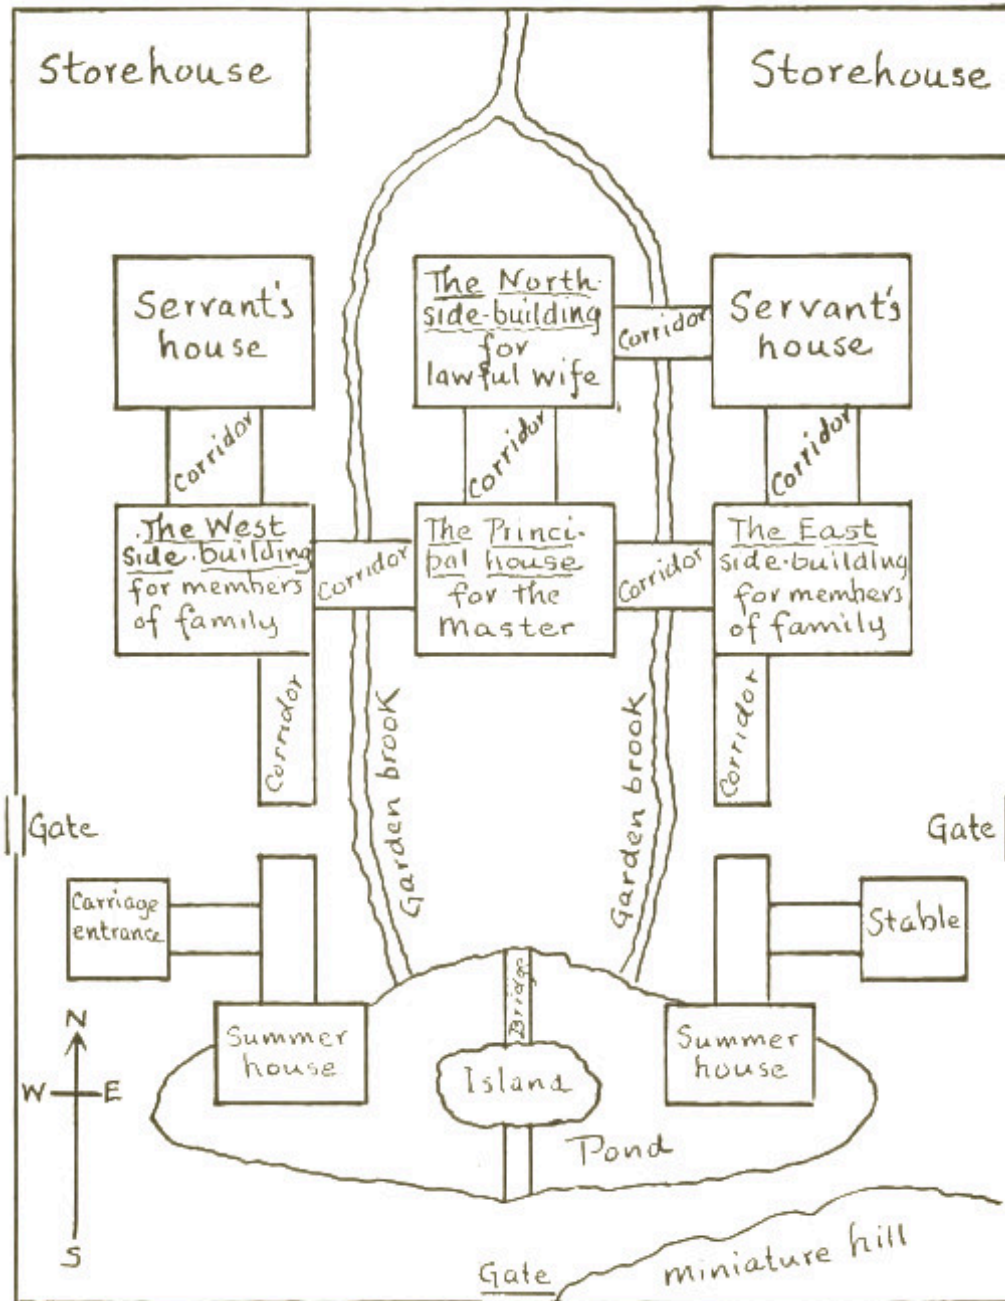 Storehouse
Storehouse
Servant's
house
The North
side-building
for
lawful wife
Corridor
Servant's
house
Corridor
Corridor
Corridor
The West
side-building
for members
of family
Corridor
The Princi-
pal house
for the
master
Corridor
The East
side-building
for members
of family
Corridor
Corridor
Garden brook
Garden brook
Gate
Gate
Carriage
entrance
Stable
Bridge
Summer
house
Summer
house
Island
Pond
N
W
E
S
miniature hill
Gate